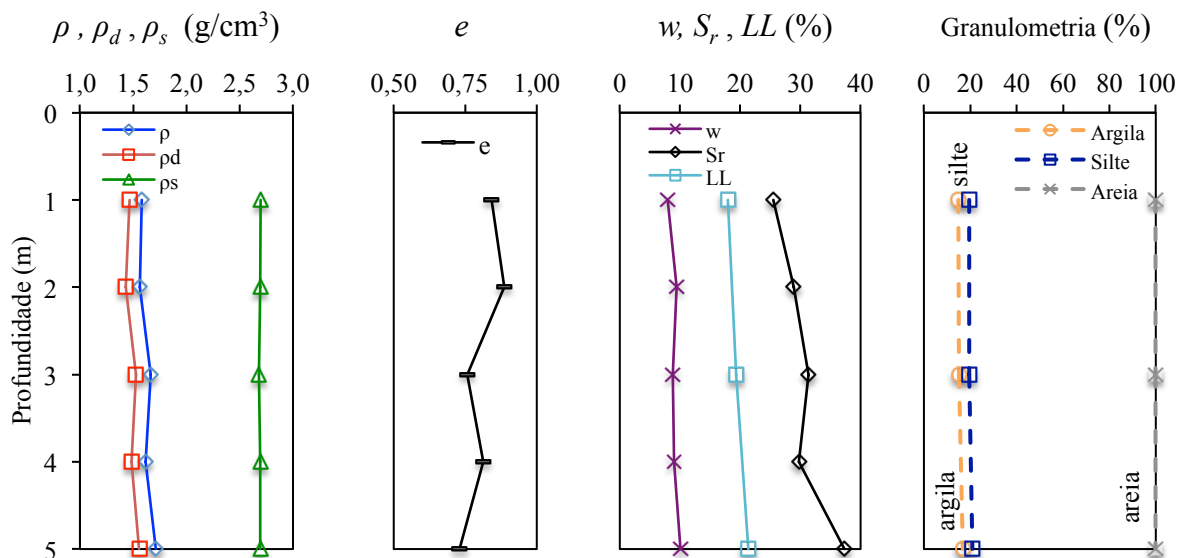 ρ , ρd , ρs (g/cm³)
1,0 1,5 2,0 2,5 3,0
e
0,50 0,75 1,00
w, Sr , LL (%)
0 10 20 30 40
Granulometria (%)
0 20 40 60 80 100
Profundidade (m)
0
1
2
3
4
5
ρ
ρd
ρs
e
w
Sr
LL
Argila
Silte
Areia
silte
argila
areia